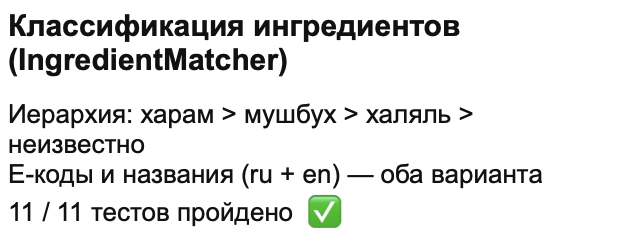 Классификация ингредиентов
(IngredientMatcher)
Иерархия: харам > мушбух > халяль >
неизвестно
E-коды и названия (ru + en) — оба варианта
11 / 11 тестов пройдено ✅